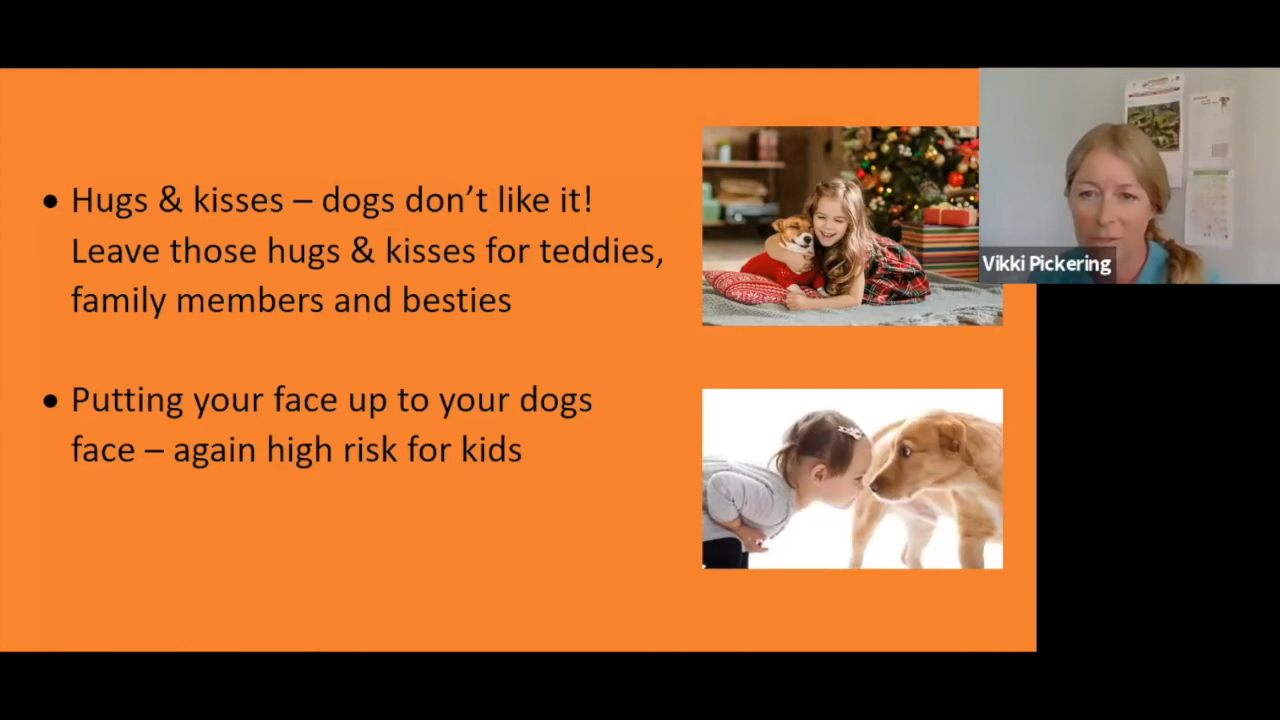 • Hugs & kisses – dogs don't like it!
Leave those hugs & kisses for teddies,
family members and besties
• Putting your face up to your dogs
face – again high risk for kids
Vikki Pickering